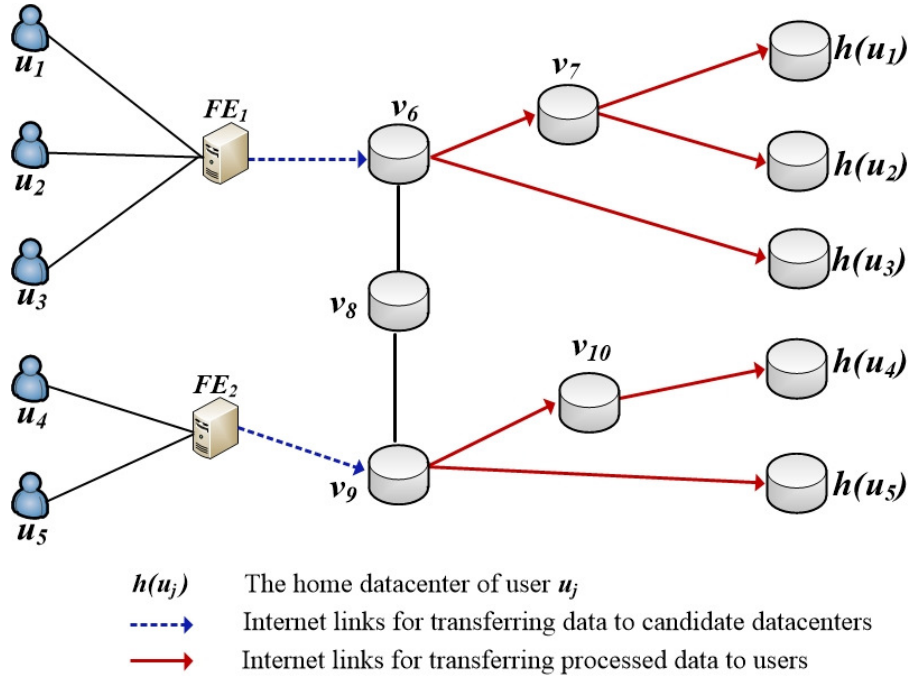 u1
u2
u3
u4
u5
FE1
FE2
v6
v7
v8
v9
v10
h(u1)
h(u2)
h(u3)
h(u4)
h(u5)
h(uj) The home datacenter of user uj
Internet links for transferring data to candidate datacenters
Internet links for transferring processed data to users